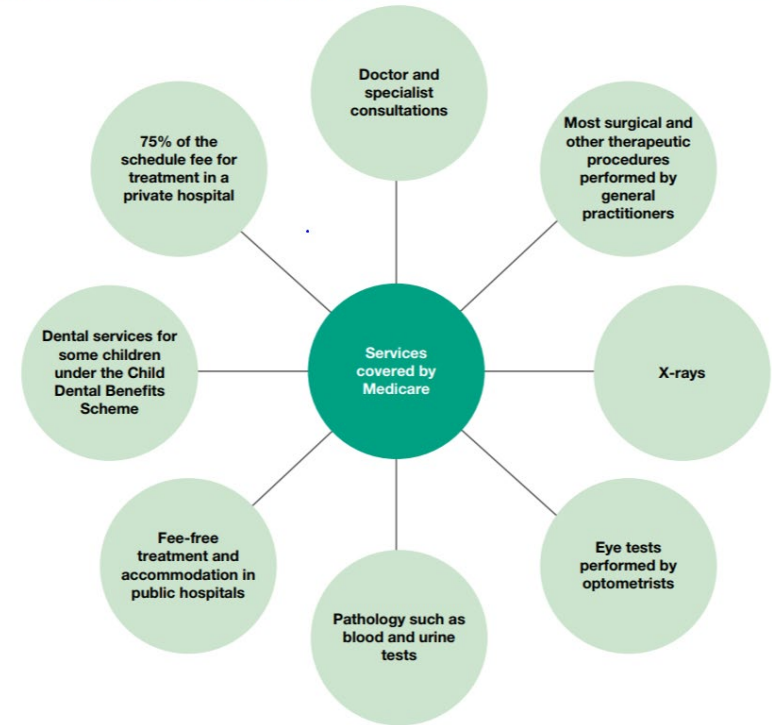 Doctor and
specialist
consultations
Most surgical and
other therapeutic
procedures
performed by
general
practitioners
X-rays
Eye tests
performed by
optometrists
Pathology such as
blood and urine
tests
Fee-free
treatment and
accommodation in
public hospitals
Dental services for
some children
under the Child
Dental Benefits
Scheme
75% of the
schedule fee for
treatment in a
private hospital
Services
covered by
Medicare